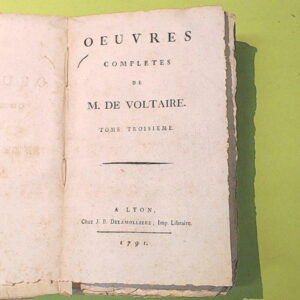 OEUVRES
COMPLETES
DE
M. DE VOLTAIRE.
TOME TROISIEME.
A LYON,
Chez J. B. DELAMOLLIERE, Imp. Libraire.
1791.